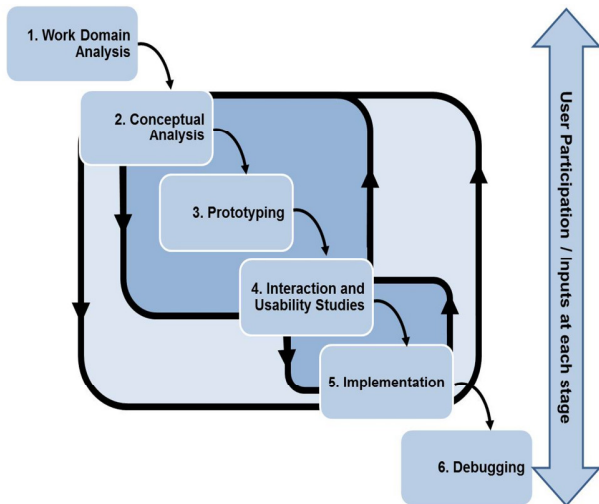 1. Work Domain
Analysis
2. Conceptual
Analysis
3. Prototyping
4. Interaction and
Usability Studies
5. Implementation
6. Debugging
User Participation / Inputs at each stage